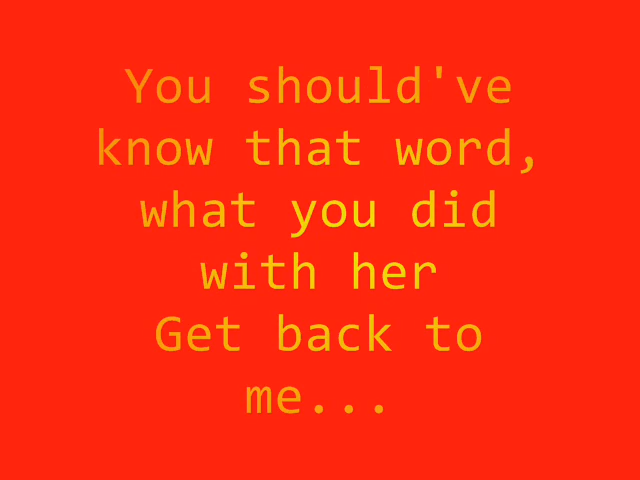 You should've
know that word,
what you did
with her
Get back to
me...